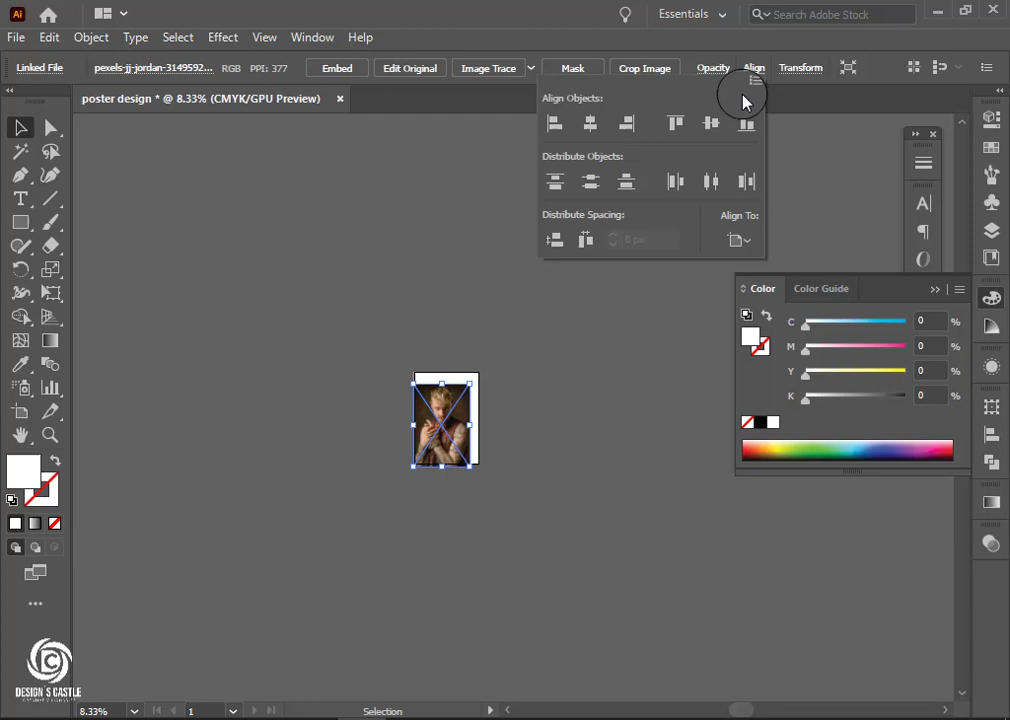 Ai
Essentials
Search Adobe Stock
File Edit Object Type Select Effect View Window Help
Linked File pexels-jj-jordan-3149592... RGB PPI: 377 Embed Edit Original Image Trace Mask Crop Image Opacity Align Transform
poster design * @ 8.33% (CMYK/GPU Preview)
Align Objects:
Distribute Objects:
Distribute Spacing:
Align To:
0 px
Color Color Guide
C 0 %
M 0 %
Y 0 %
K 0 %
DESIGN'S CASTLE
8.33% 1 Selection